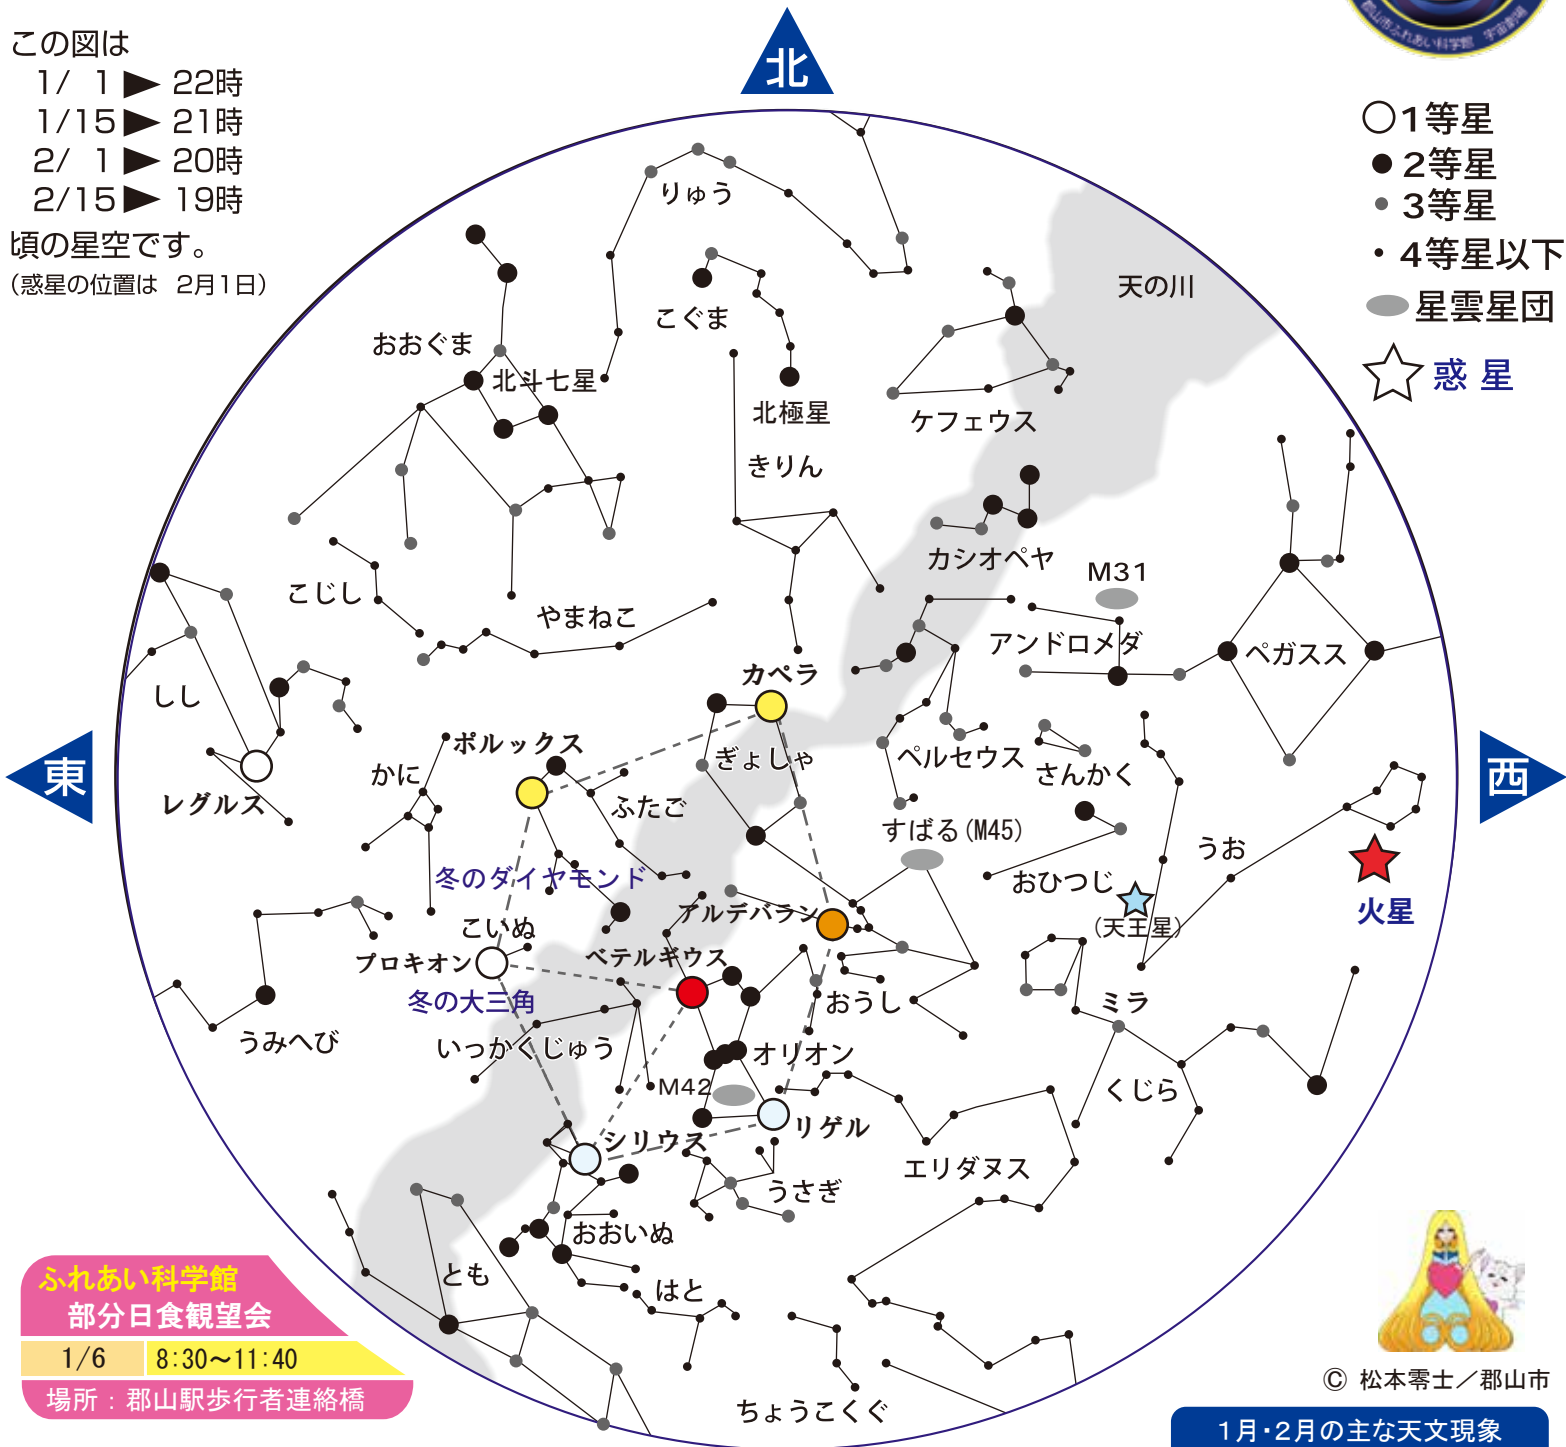 この図は
1/ 1▶22時
1/15▶21時
2/ 1▶20時
2/15▶19時
頃の星空です。
(惑星の位置は 2月1日)
郡山市ふれあい科学館 宇宙劇場
北
1等星
2等星
3等星
4等星以下
星雲星団
惑星
りゅう
天の川
こぐま
おおぐま
北斗七星
北極星
ケフェウス
きりん
カシオペヤ
M31
こじし
やまねこ
アンドロメダ
ペガスス
しし
カペラ
ポルックス
ぎょしゃ
ペルセウス
さんかく
東
西
かに
レグルス
ふたご
すばる(M45)
うお
冬のダイヤモンド
おひつじ
火星
アルデバラン
(天王星)
こいぬ
プロキオン
ベテルギウス
冬の大三角
おうし
ミラ
うみへび
いっかくじゅう
オリオン
M42
くじら
リゲル
シリウス
エリダヌス
うさぎ
おおいぬ
とも
はと
ちょうこくぐ
ふれあい科学館
部分日食観望会
1/6
8:30〜11:40
場所：郡山駅歩行者連絡橋
© 松本零士／郡山市
1月・2月の主な天文現象